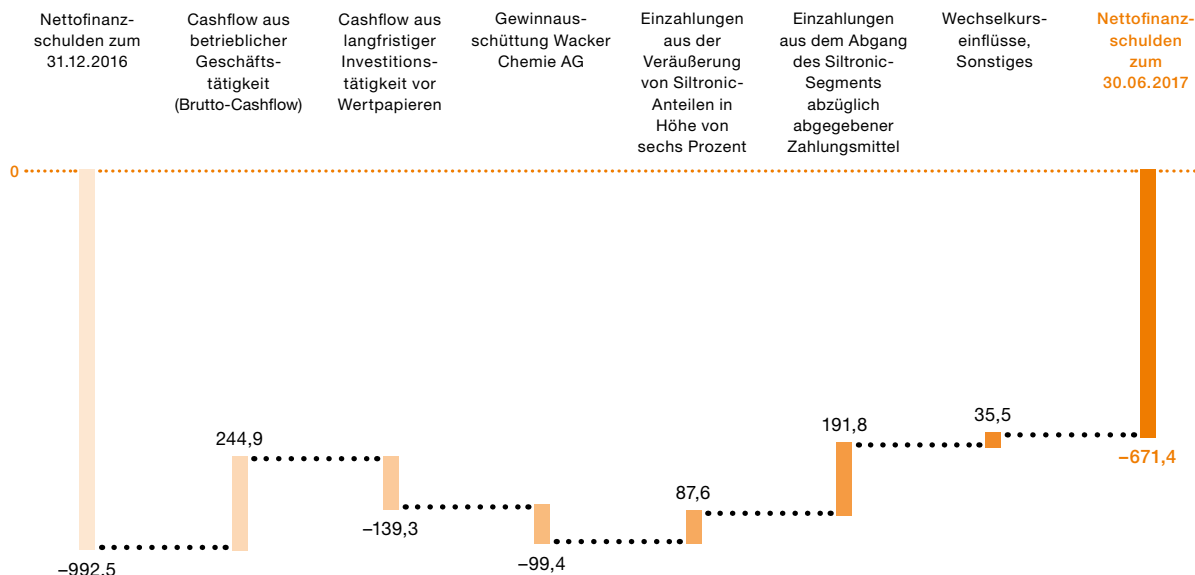 Nettofinanz-
schulden zum
31.12.2016
Cashflow aus
betrieblicher
Geschäfts-
tätigkeit
(Brutto-Cashflow)
Cashflow aus
langfristiger
Investitions-
tätigkeit vor
Wertpapieren
Gewinnaus-
schüttung Wacker
Chemie AG
Einzahlungen
aus der
Veräußerung
von Siltronic-
Anteilen in
Höhe von
sechs Prozent
Einzahlungen
aus dem Abgang
des Siltronic-
Segments
abzüglich
abgegebener
Zahlungsmittel
Wechselkurs-
einflüsse,
Sonstiges
Nettofinanz-
schulden
zum
30.06.2017
0
–992,5
244,9
–139,3
–99,4
87,6
191,8
35,5
–671,4